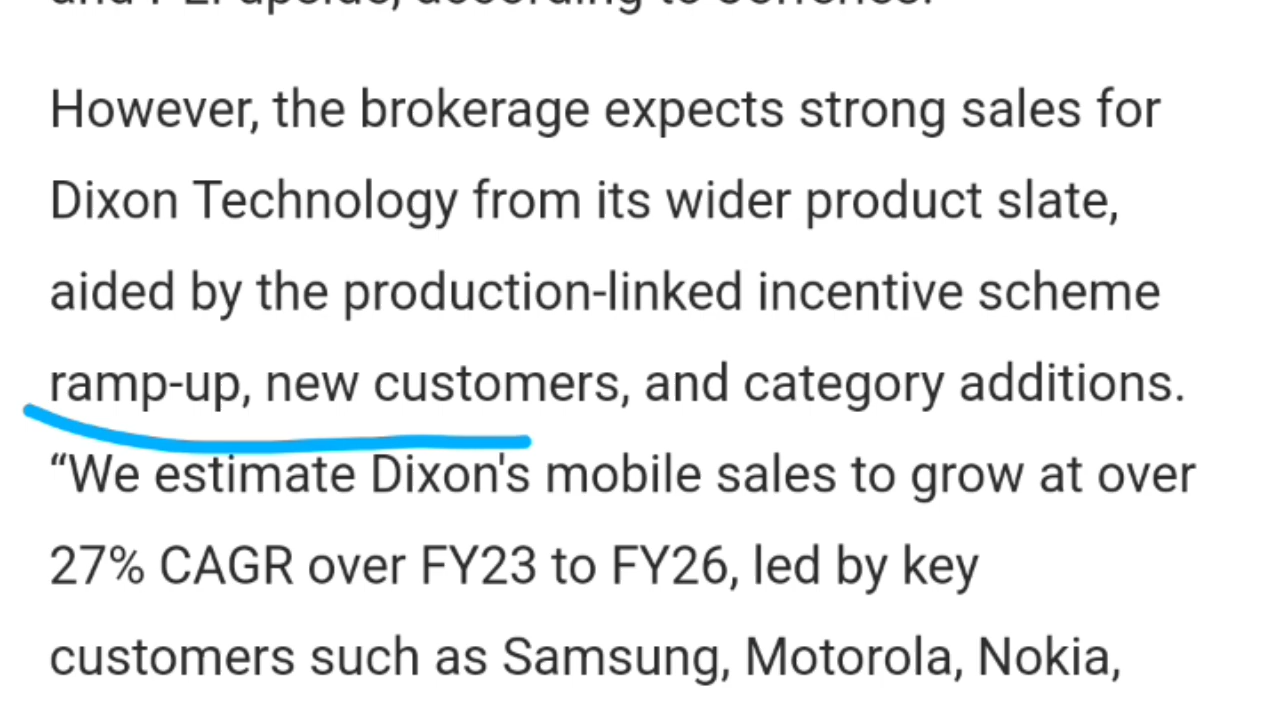 However, the brokerage expects strong sales for
Dixon Technology from its wider product slate,
aided by the production-linked incentive scheme
ramp-up, new customers, and category additions.
“We estimate Dixon's mobile sales to grow at over
27% CAGR over FY23 to FY26, led by key
customers such as Samsung, Motorola, Nokia,